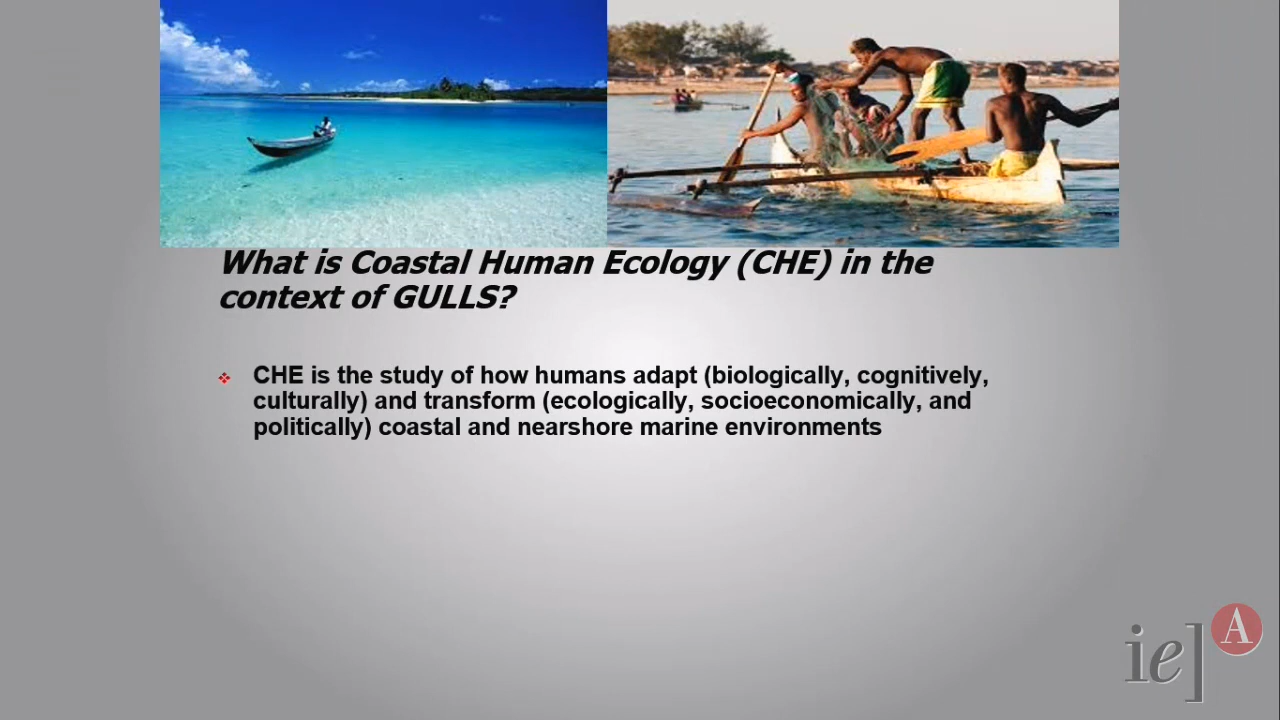 What is Coastal Human Ecology (CHE) in the
context of GULLS?
CHE is the study of how humans adapt (biologically, cognitively,
culturally) and transform (ecologically, socioeconomically, and
politically) coastal and nearshore marine environments
ie] A